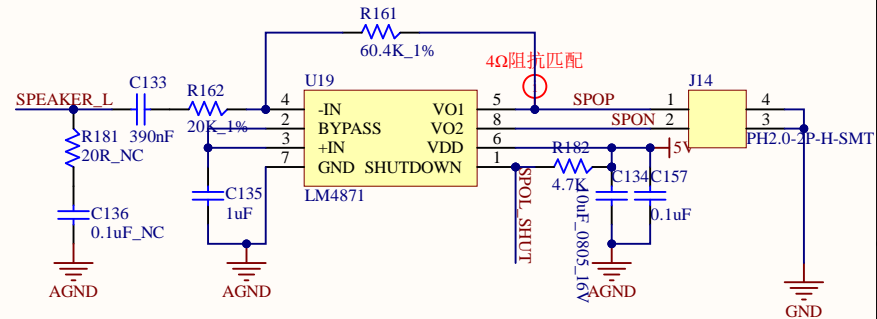 R161
60.4K_1%
4Ω阻抗匹配
C133
R162
U19
J14
SPEAKER_L
4
-IN
VO1
5
SPOP
1
4
390nF
20K_1%
2
BYPASS
VO2
8
SPON
2
3
R181
20R_NC
3
+IN
VDD
6
R182
5V
PH2.0-2P-H-SMT
7
GND
SHUTDOWN
1
4.7K
C135
1uF
LM4871
SPOL_SHUT
C134
10uF_0805_16V
C157
0.1uF
C136
0.1uF_NC
AGND
AGND
AGND
GND